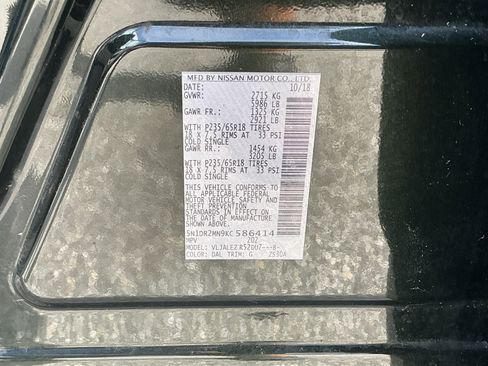 MFD BY NISSAN MOTOR CO., LTD.
DATE: 10/18
GVWR: 2715 KG
5986 LB
GAWR FR.: 1325 KG
2921 LB
WITH P235/65R18 TIRES
18 x 7.5 RIMS AT 33 PSI
COLD SINGLE
GAWR RR.: 1454 KG
3205 LB
WITH P235/65R18 TIRES
18 x 7.5 RIMS AT 33 PSI
COLD SINGLE
THIS VEHICLE CONFORMS TO
ALL APPLICABLE FEDERAL
MOTOR VEHICLE SAFETY
STANDARDS IN EFFECT ON
THE DATE OF MANUFACTURE
SHOWN ABOVE.
5N1DR2MN9KC586414
MPV 202
MODEL:
COLOR: DAL TRIM: G